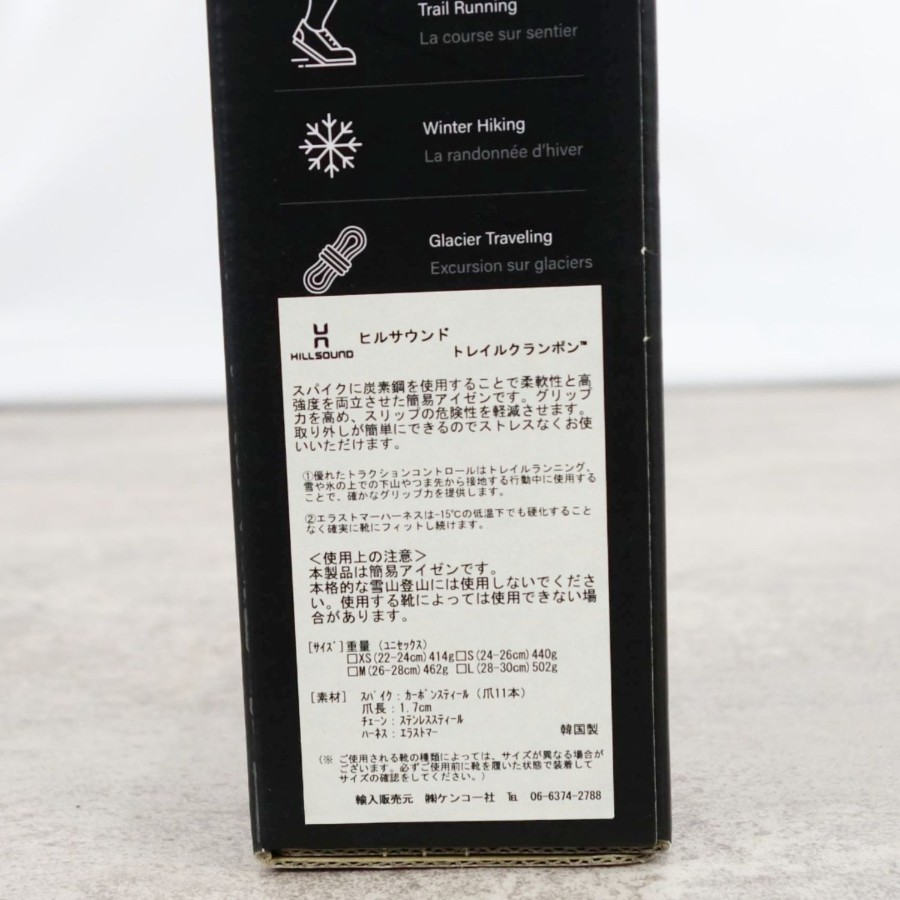 Trail Running
La course sur sentier
Winter Hiking
La randonnée d'hiver
Glacier Traveling
Excursion sur glaciers
HILLSOUND
ヒルサウンド
トレイルクランポン™
スパイクに炭素鋼を使用することで柔軟性と高
強度を両立させた簡易アイゼンです。グリップ
力を高め、スリップの危険性を軽減させます。
取り外しが簡単にできるのでストレスなくお使
いいただけます。
①優れたトラクションコントロールはトレイルランニング、
雪や氷の上での下山やつま先から接地する行動中に使用する
ことで、確かなグリップ力を提供します。
②エラストマーハーネスは-15℃の低温下でも硬化すること
なく確実に靴にフィットし続けます。
＜使用上の注意＞
本製品は簡易アイゼンです。
本格的な雪山登山には使用しないでくださ
い。使用する靴によっては使用できない場
合があります。
[ｻｲｽﾞ]重量 (ﾕﾆｾｯｸｽ)
□XS(22-24cm)414g□S(24-26cm)440g
□M(26-28cm)462g □L(28-30cm)502g
[素材] ｽﾊﾟｲｸ:ｶｰﾎﾞﾝｽﾃｨｰﾙ (爪11本)
爪長:1.7cm
ﾁｪｰﾝ:ｽﾃﾝﾚｽｽﾃｨｰﾙ
ﾊｰﾈｽ:ｴﾗｽﾄﾏｰ 韓国製
(※ ご使用される靴の種類によっては、サイズが異なる場合が
ございます。必ずご使用前に靴を履いた状態で装着して
サイズの確認をしてください。)
輸入販売元 ㈱ケンコー社 ℡ 06-6374-2788